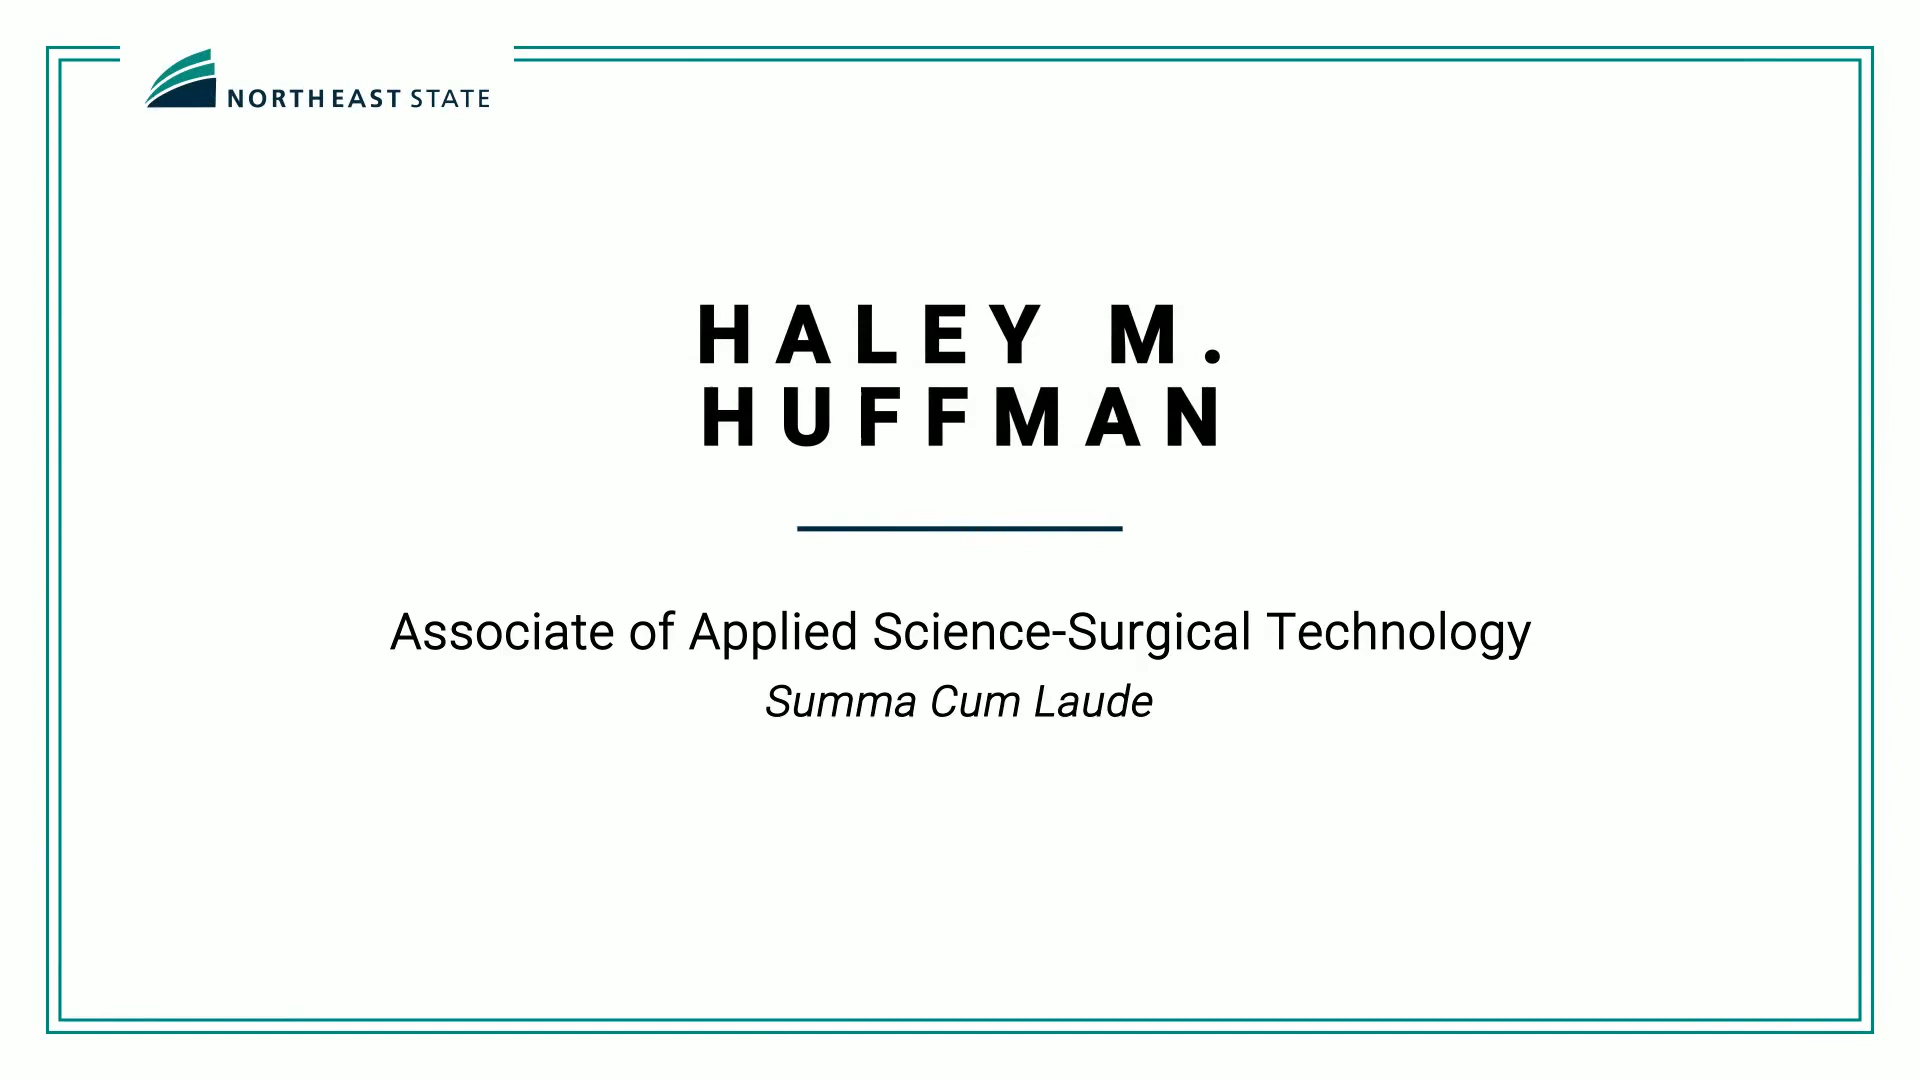 NORTHEAST STATE
HALEY M.
HUFFMAN
Associate of Applied Science-Surgical Technology
Summa Cum Laude